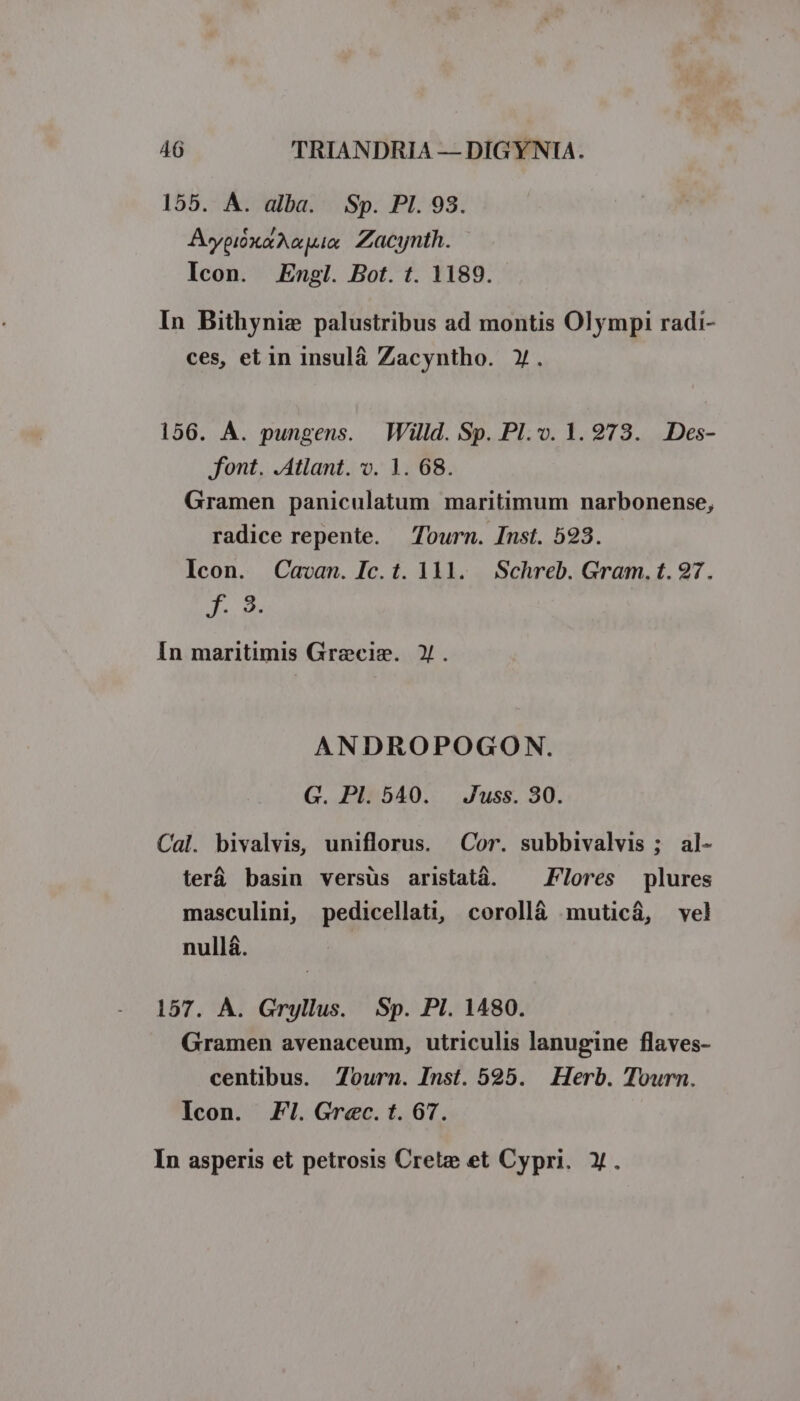 46 TRIANDRIA — DIGYNIA.
155. A. alba. Sp. Pl. 93.
Αγριόκαλαμια Zacynth.
Icon. Engl. Bot. t. 1189.
In Bithyniæ palustribus ad montis Olympi radi-
ces, et in insulâ Zacyntho. ♃.
156. A. pungens. Willd. Sp. Pl. v. 1. 273. Des-
font. Atlant. v. 1. 68.
Gramen paniculatum maritimum narbonense,
radice repente. Tourn. Inst. 523.
Icon. Cavan. Ic. t. 111. Schreb. Gram. t. 27.
f. 3.
In maritimis Græciæ. ♃.
ANDROPOGON.
G. Pl. 540. Juss. 30.
Cal. bivalvis, uniflorus. Cor. subbivalvis; al-
terâ basin versùs aristatâ. Flores plures
masculini, pedicellati, corollâ muticâ, vel
nullâ.
157. A. Gryllus. Sp. Pl. 1480.
Gramen avenaceum, utriculis lanugine flaves-
centibus. Tourn. Inst. 525. Herb. Tourn.
Icon. Fl. Græc. t. 67.
In asperis et petrosis Cretæ et Cypri. ♃.